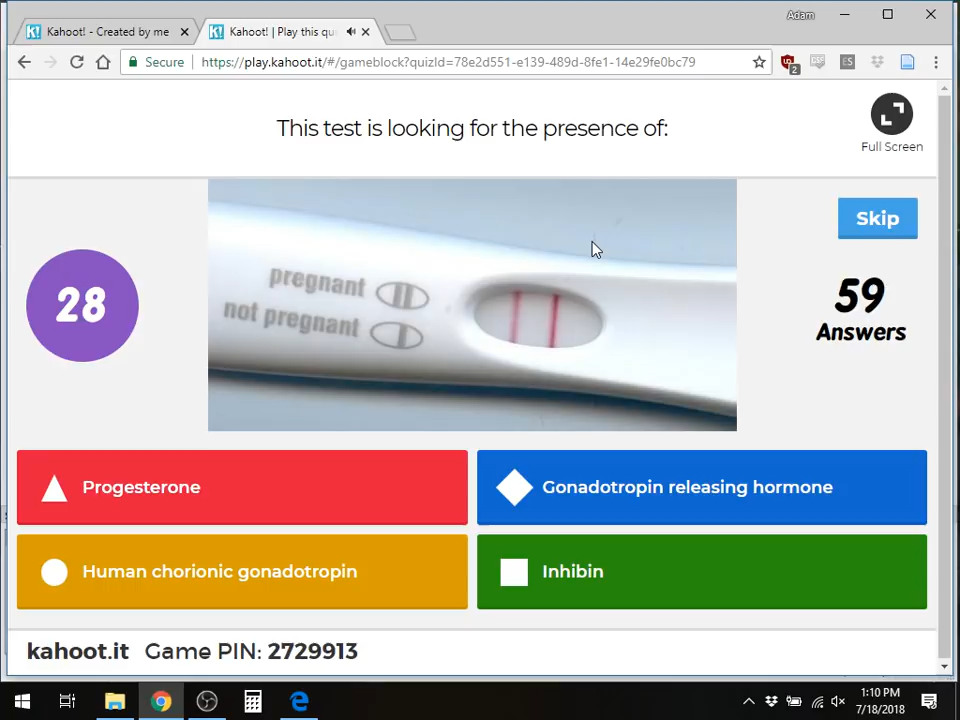 Adam
Kahoot! - Created by me
Kahoot! | Play this qu
Secure
https://play.kahoot.it/#/gameblock?quizId=78e2d551-e139-489d-8fe1-14e29fe0bc79
2
ES
This test is looking for the presence of:
Full Screen
Skip
28
59
Answers
pregnant
not pregnant
Progesterone
Gonadotropin releasing hormone
Human chorionic gonadotropin
Inhibin
kahoot.it Game PIN: 2729913
1:10 PM
7/18/2018